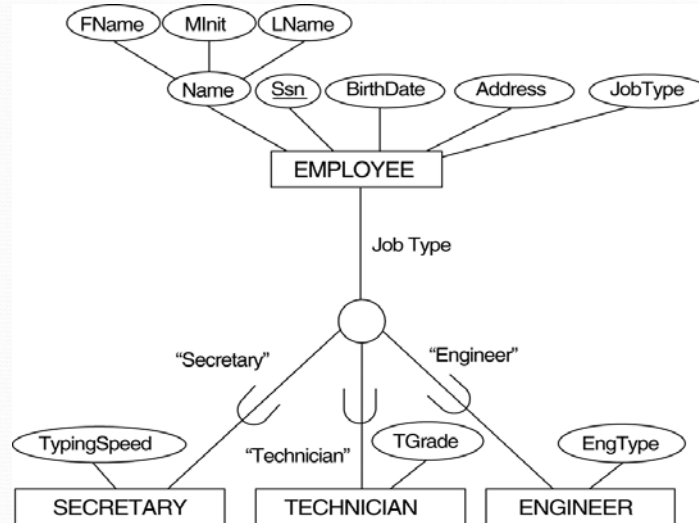 FName MInit LName
Name Ssn BirthDate Address JobType
EMPLOYEE
Job Type
“Secretary” “Engineer”
TypingSpeed “Technician” TGrade EngType
SECRETARY TECHNICIAN ENGINEER